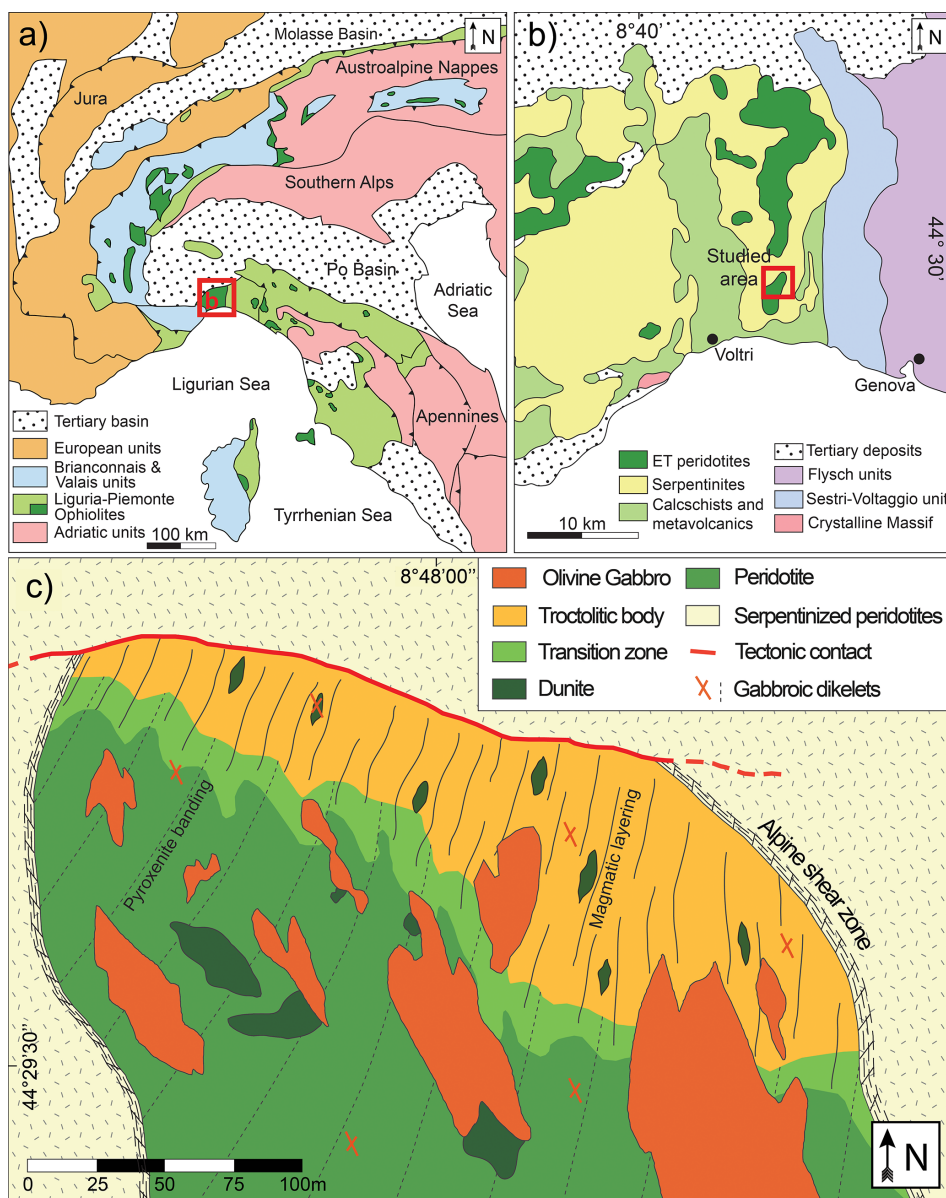 a)
N
Molasse Basin
Austroalpine Nappes
Jura
Southern Alps
Po Basin
Adriatic
Sea
b
Ligurian Sea
Apennines
Tyrrhenian Sea
Tertiary basin
European units
Brianconnais &
Valais units
Liguria-Piemonte
Ophiolites
Adriatic units
100 km
b)
8°40'
N
44° 30'
Studied
area
Voltri
Genova
ET peridotites
Serpentinites
Calcschists and
metavolcanics
10 km
Tertiary deposits
Flysch units
Sestri-Voltaggio unit
Crystalline Massif
c)
8°48'00"
Olivine Gabbro
Troctolitic body
Transition zone
Dunite
Peridotite
Serpentinized peridotites
Tectonic contact
Gabbroic dikelets
Pyroxenite banding
Magmatic layering
Alpine shear zone
44°29'30"
0 25 50 75 100m
N